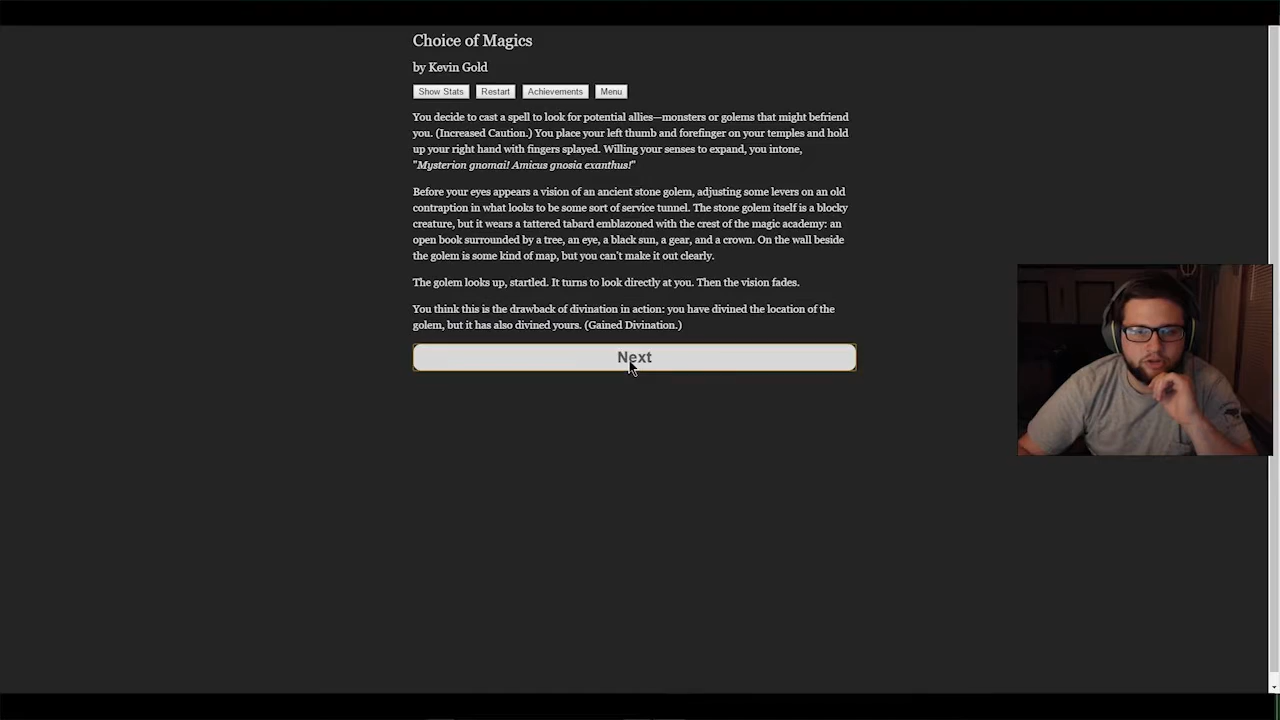 Choice of Magics
by Kevin Gold
Show Stats Restart Achievements Menu
You decide to cast a spell to look for potential allies—monsters or golems that might befriend
you. (Increased Caution.) You place your left thumb and forefinger on your temples and hold
up your right hand with fingers splayed. Willing your senses to expand, you intone,
"Mysterion gnomai! Amicus gnosia exanthus!"
Before your eyes appears a vision of an ancient stone golem, adjusting some levers on an old
contraption in what looks to be some sort of service tunnel. The stone golem itself is a blocky
creature, but it wears a tattered tabard emblazoned with the crest of the magic academy: an
open book surrounded by a tree, an eye, a black sun, a gear, and a crown. On the wall beside
the golem is some kind of map, but you can't make it out clearly.
The golem looks up, startled. It turns to look directly at you. Then the vision fades.
You think this is the drawback of divination in action: you have divined the location of the
golem, but it has also divined yours. (Gained Divination.)
Next